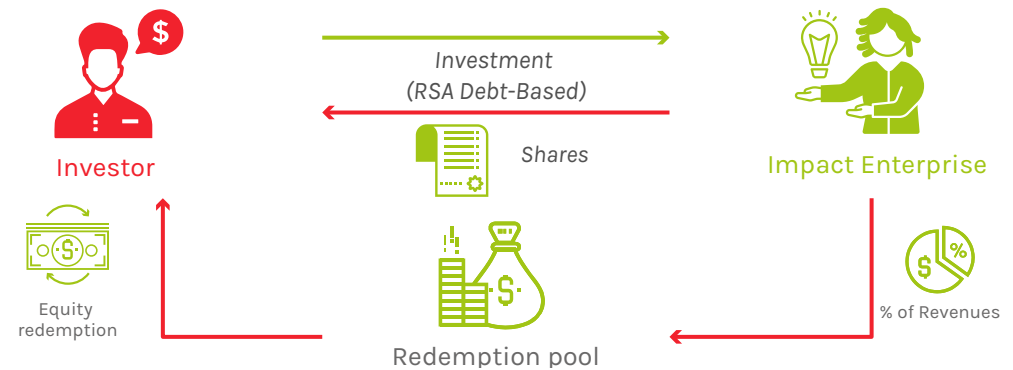 $
Investment
(RSA Debt-Based)
Shares
Investor
Impact Enterprise
$
%
$
Equity
redemption
$
% of Revenues
Redemption pool